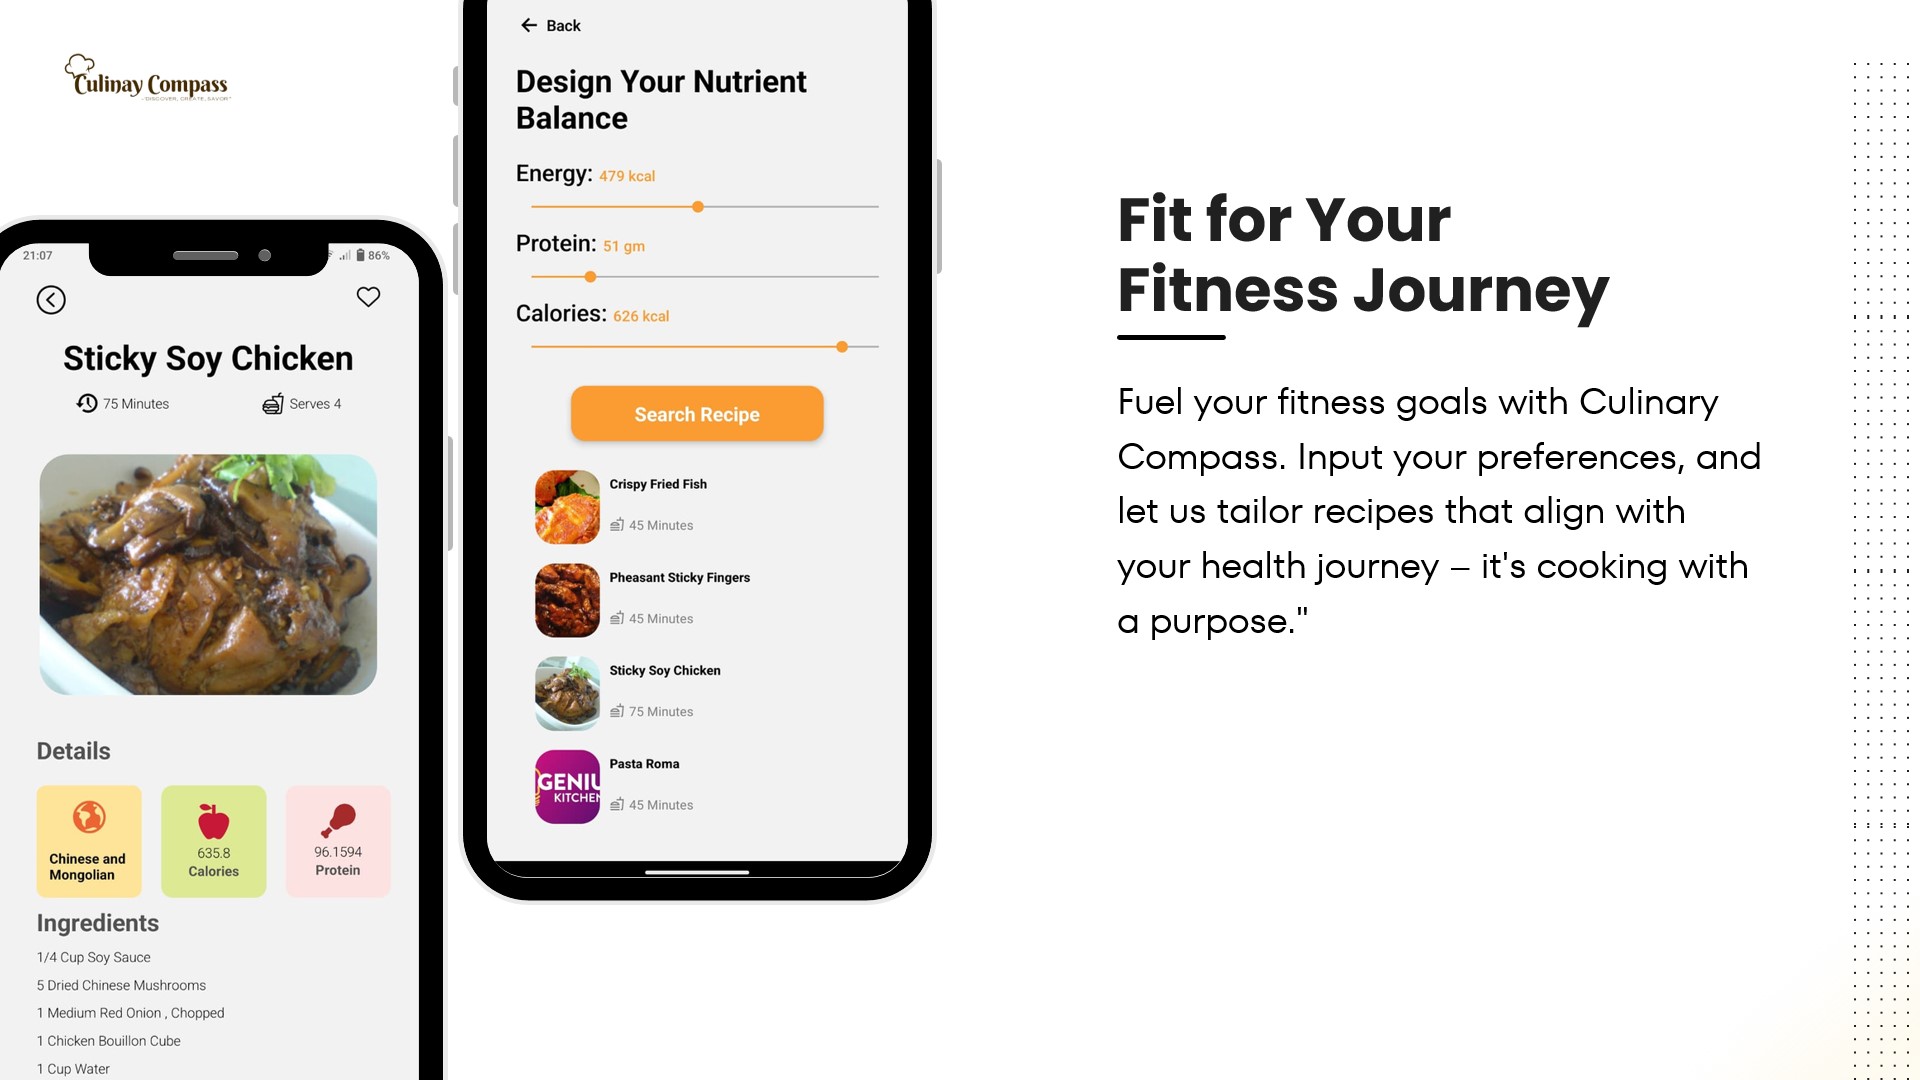 Culinay Compass
-DISCOVER, CREATE, SAVOR"
21:07
86%
Sticky Soy Chicken
75 Minutes
Serves 4
Details
Chinese and
Mongolian
635.8
Calories
96.1594
Protein
Ingredients
1/4 Cup Soy Sauce
5 Dried Chinese Mushrooms
1 Medium Red Onion , Chopped
1 Chicken Bouillon Cube
1 Cup Water
Back
Design Your Nutrient
Balance
Energy: 479 kcal
Protein: 51 gm
Calories: 626 kcal
Search Recipe
Crispy Fried Fish
45 Minutes
Pheasant Sticky Fingers
45 Minutes
Sticky Soy Chicken
75 Minutes
GENIU
KITCHEN
Pasta Roma
45 Minutes
Fit for Your
Fitness Journey
Fuel your fitness goals with Culinary
Compass. Input your preferences, and
let us tailor recipes that align with
your health journey – it's cooking with
a purpose."